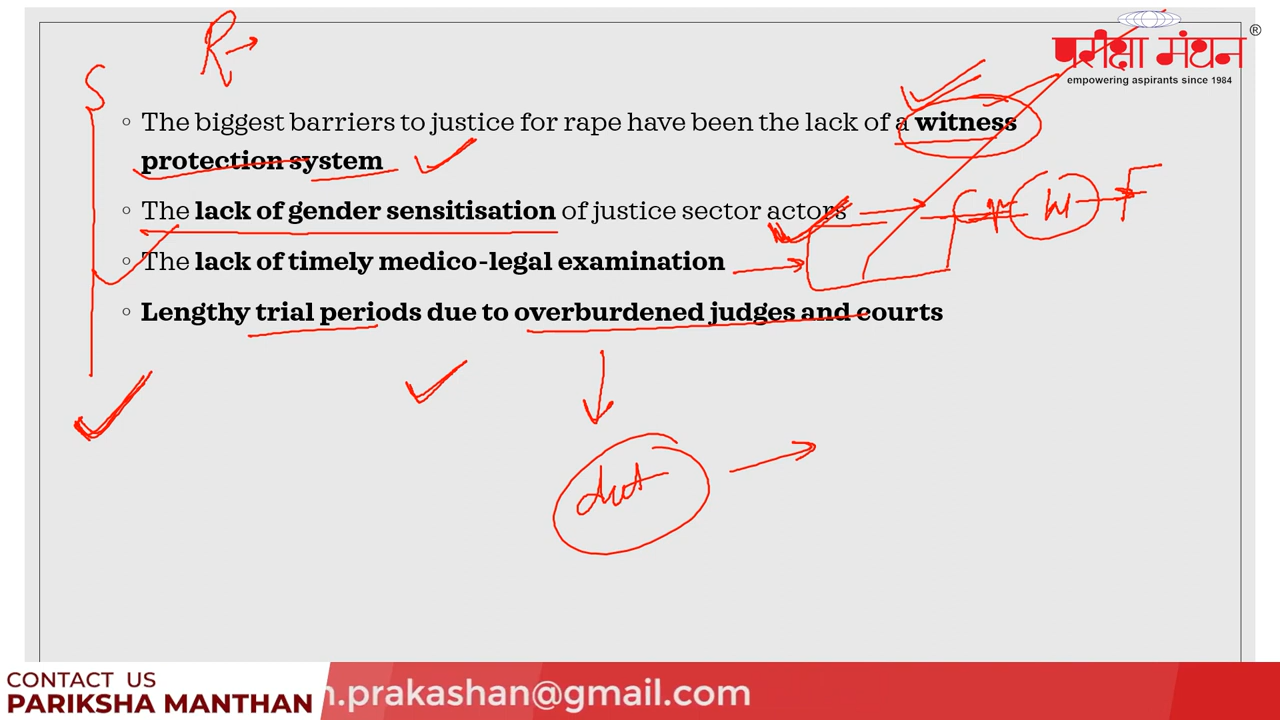 S
R
परीक्षा मंथन ®
empowering aspirants since 1984
◦ The biggest barriers to justice for rape have been the lack of a witness
protection system
◦ The lack of gender sensitisation of justice sector actors
W F
◦ The lack of timely medico-legal examination
◦ Lengthy trial periods due to overburdened judges and courts
CONTACT US
PARIKSHA MANTHAN
n.prakashan@gmail.com